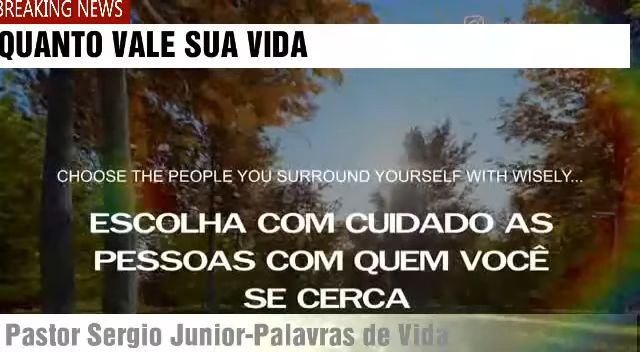 BREAKING NEWS
QUANTO VALE SUA VIDA
CHOOSE THE PEOPLE YOU SURROUND YOURSELF WITH WISELY...
ESCOLHA COM CUIDADO AS
PESSOAS COM QUEM VOCÊ
SE CERCA
Pastor Sergio Junior-Palavras de Vida